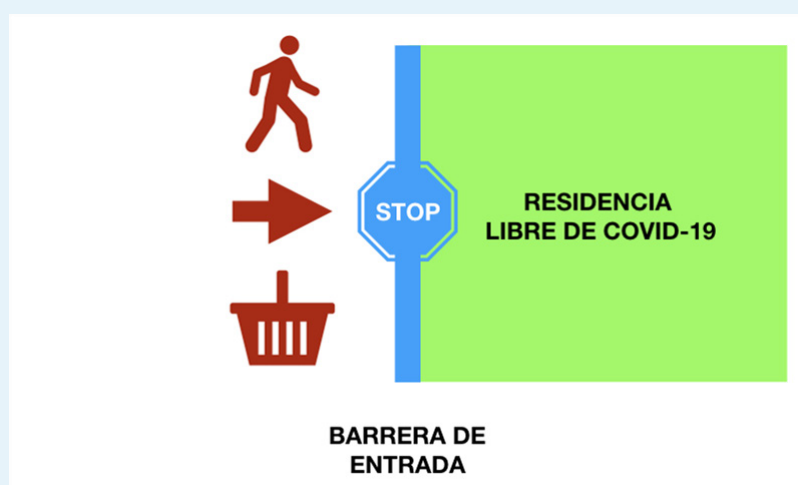 STOP
RESIDENCIA
LIBRE DE COVID-19
BARRERA DE
ENTRADA